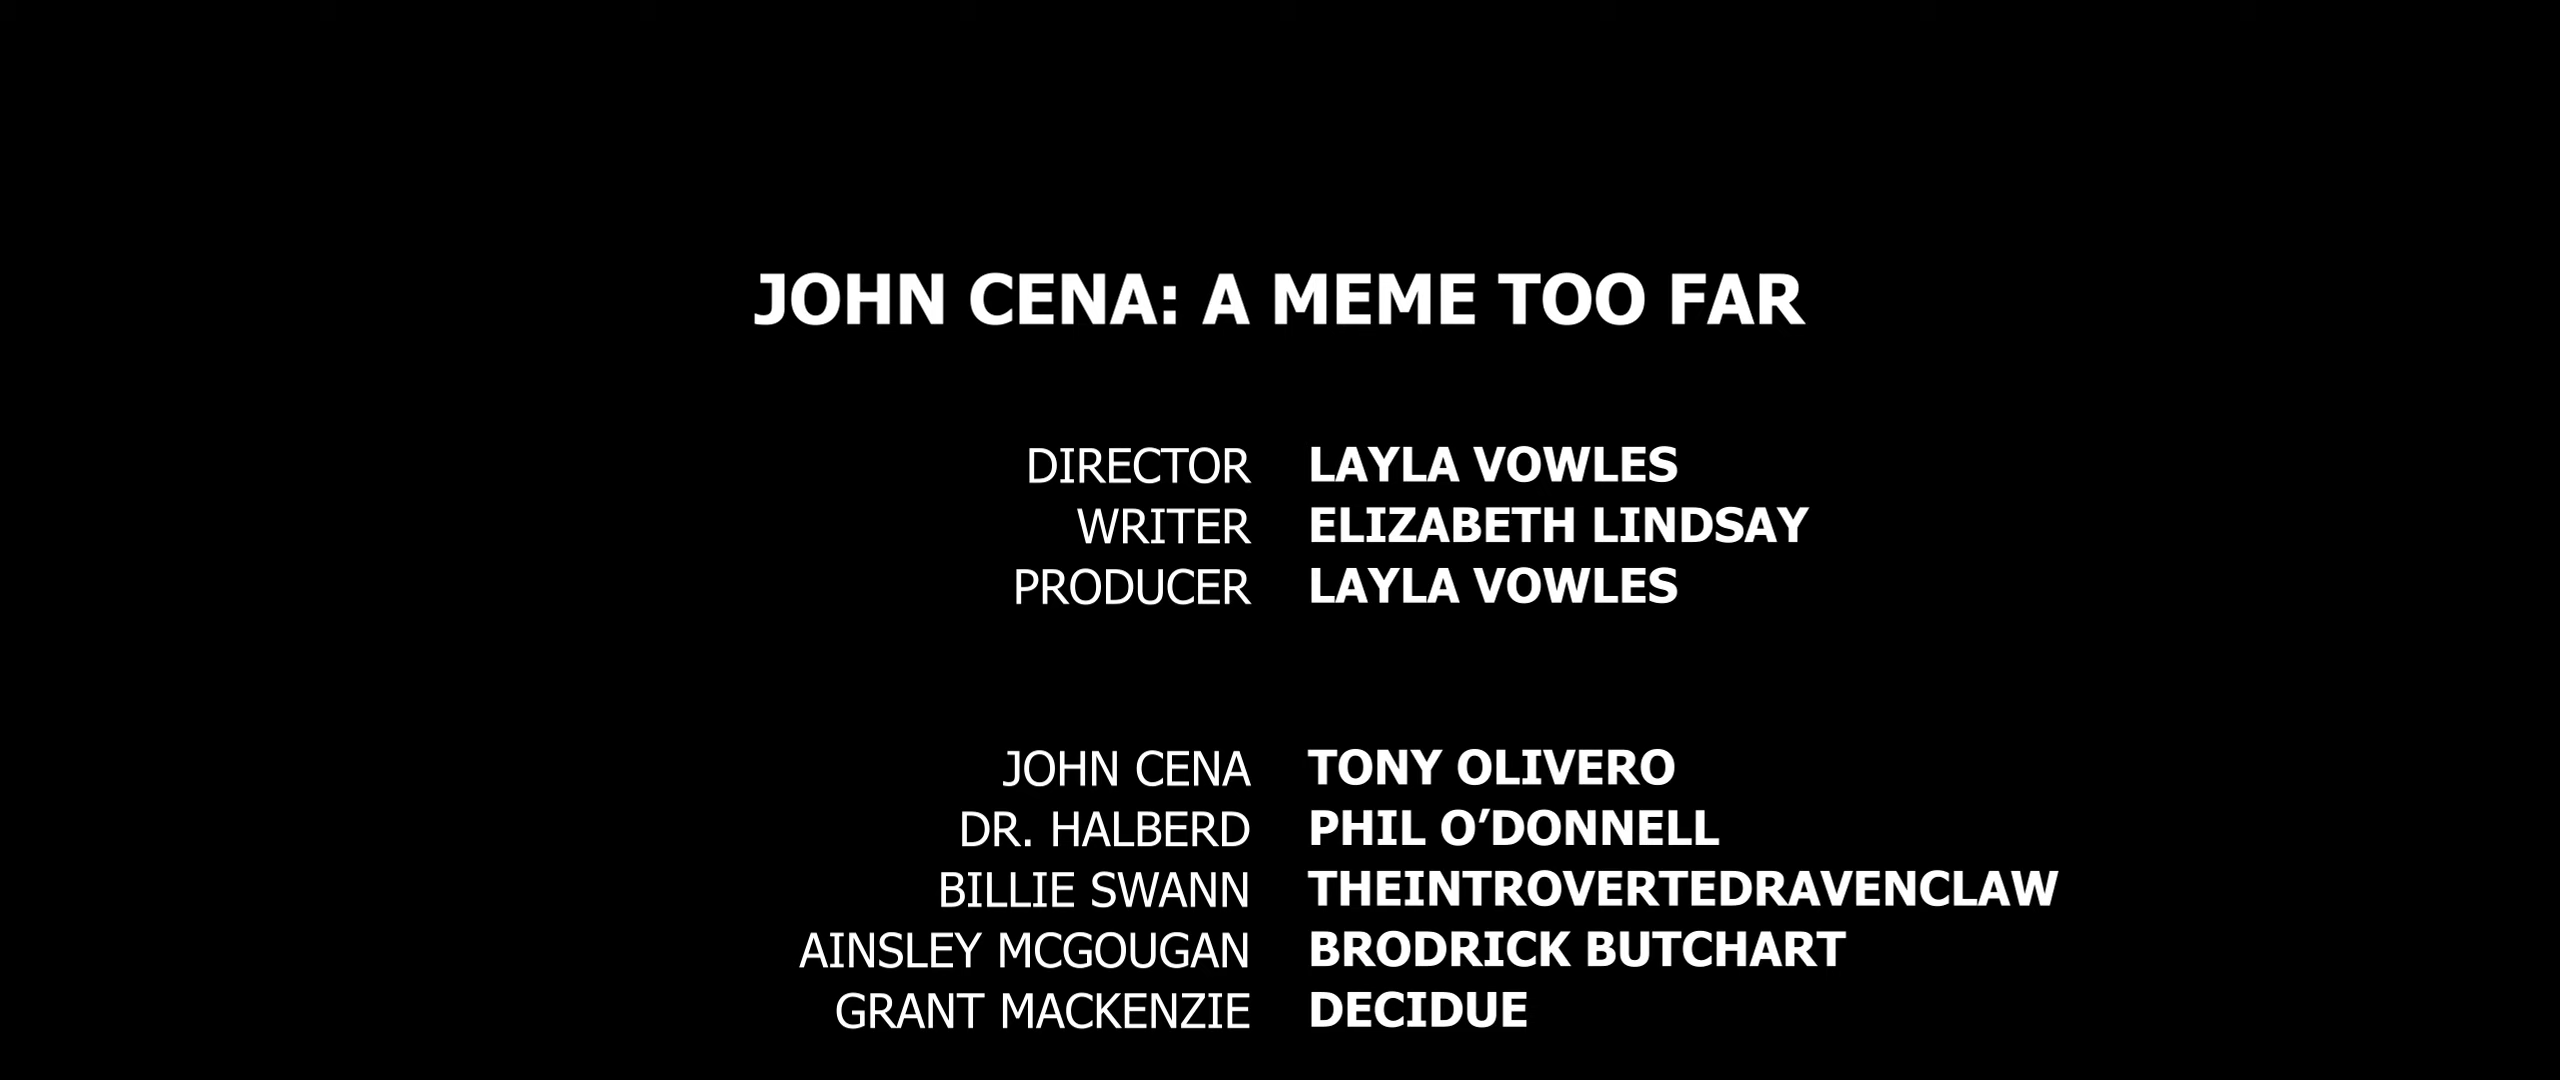 JOHN CENA: A MEME TOO FAR
DIRECTOR LAYLA VOWLES
WRITER ELIZABETH LINDSAY
PRODUCER LAYLA VOWLES
JOHN CENA TONY OLIVERO
DR. HALBERD PHIL O’DONNELL
BILLIE SWANN THEINTROVERTEDRAVENCLAW
AINSLEY MCGOUGAN BRODRICK BUTCHART
GRANT MACKENZIE DECIDUE